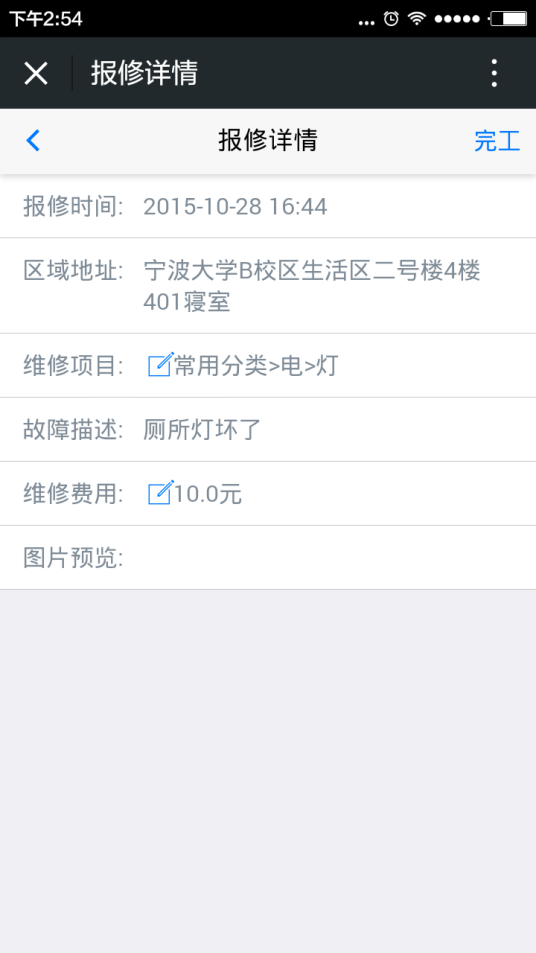 下午2:54
报修详情
报修详情
完工
报修时间: 2015-10-28 16:44
区域地址: 宁波大学B校区生活区二号楼4楼
401寝室
维修项目: 常用分类>电>灯
故障描述: 厕所灯坏了
维修费用: 10.0元
图片预览: